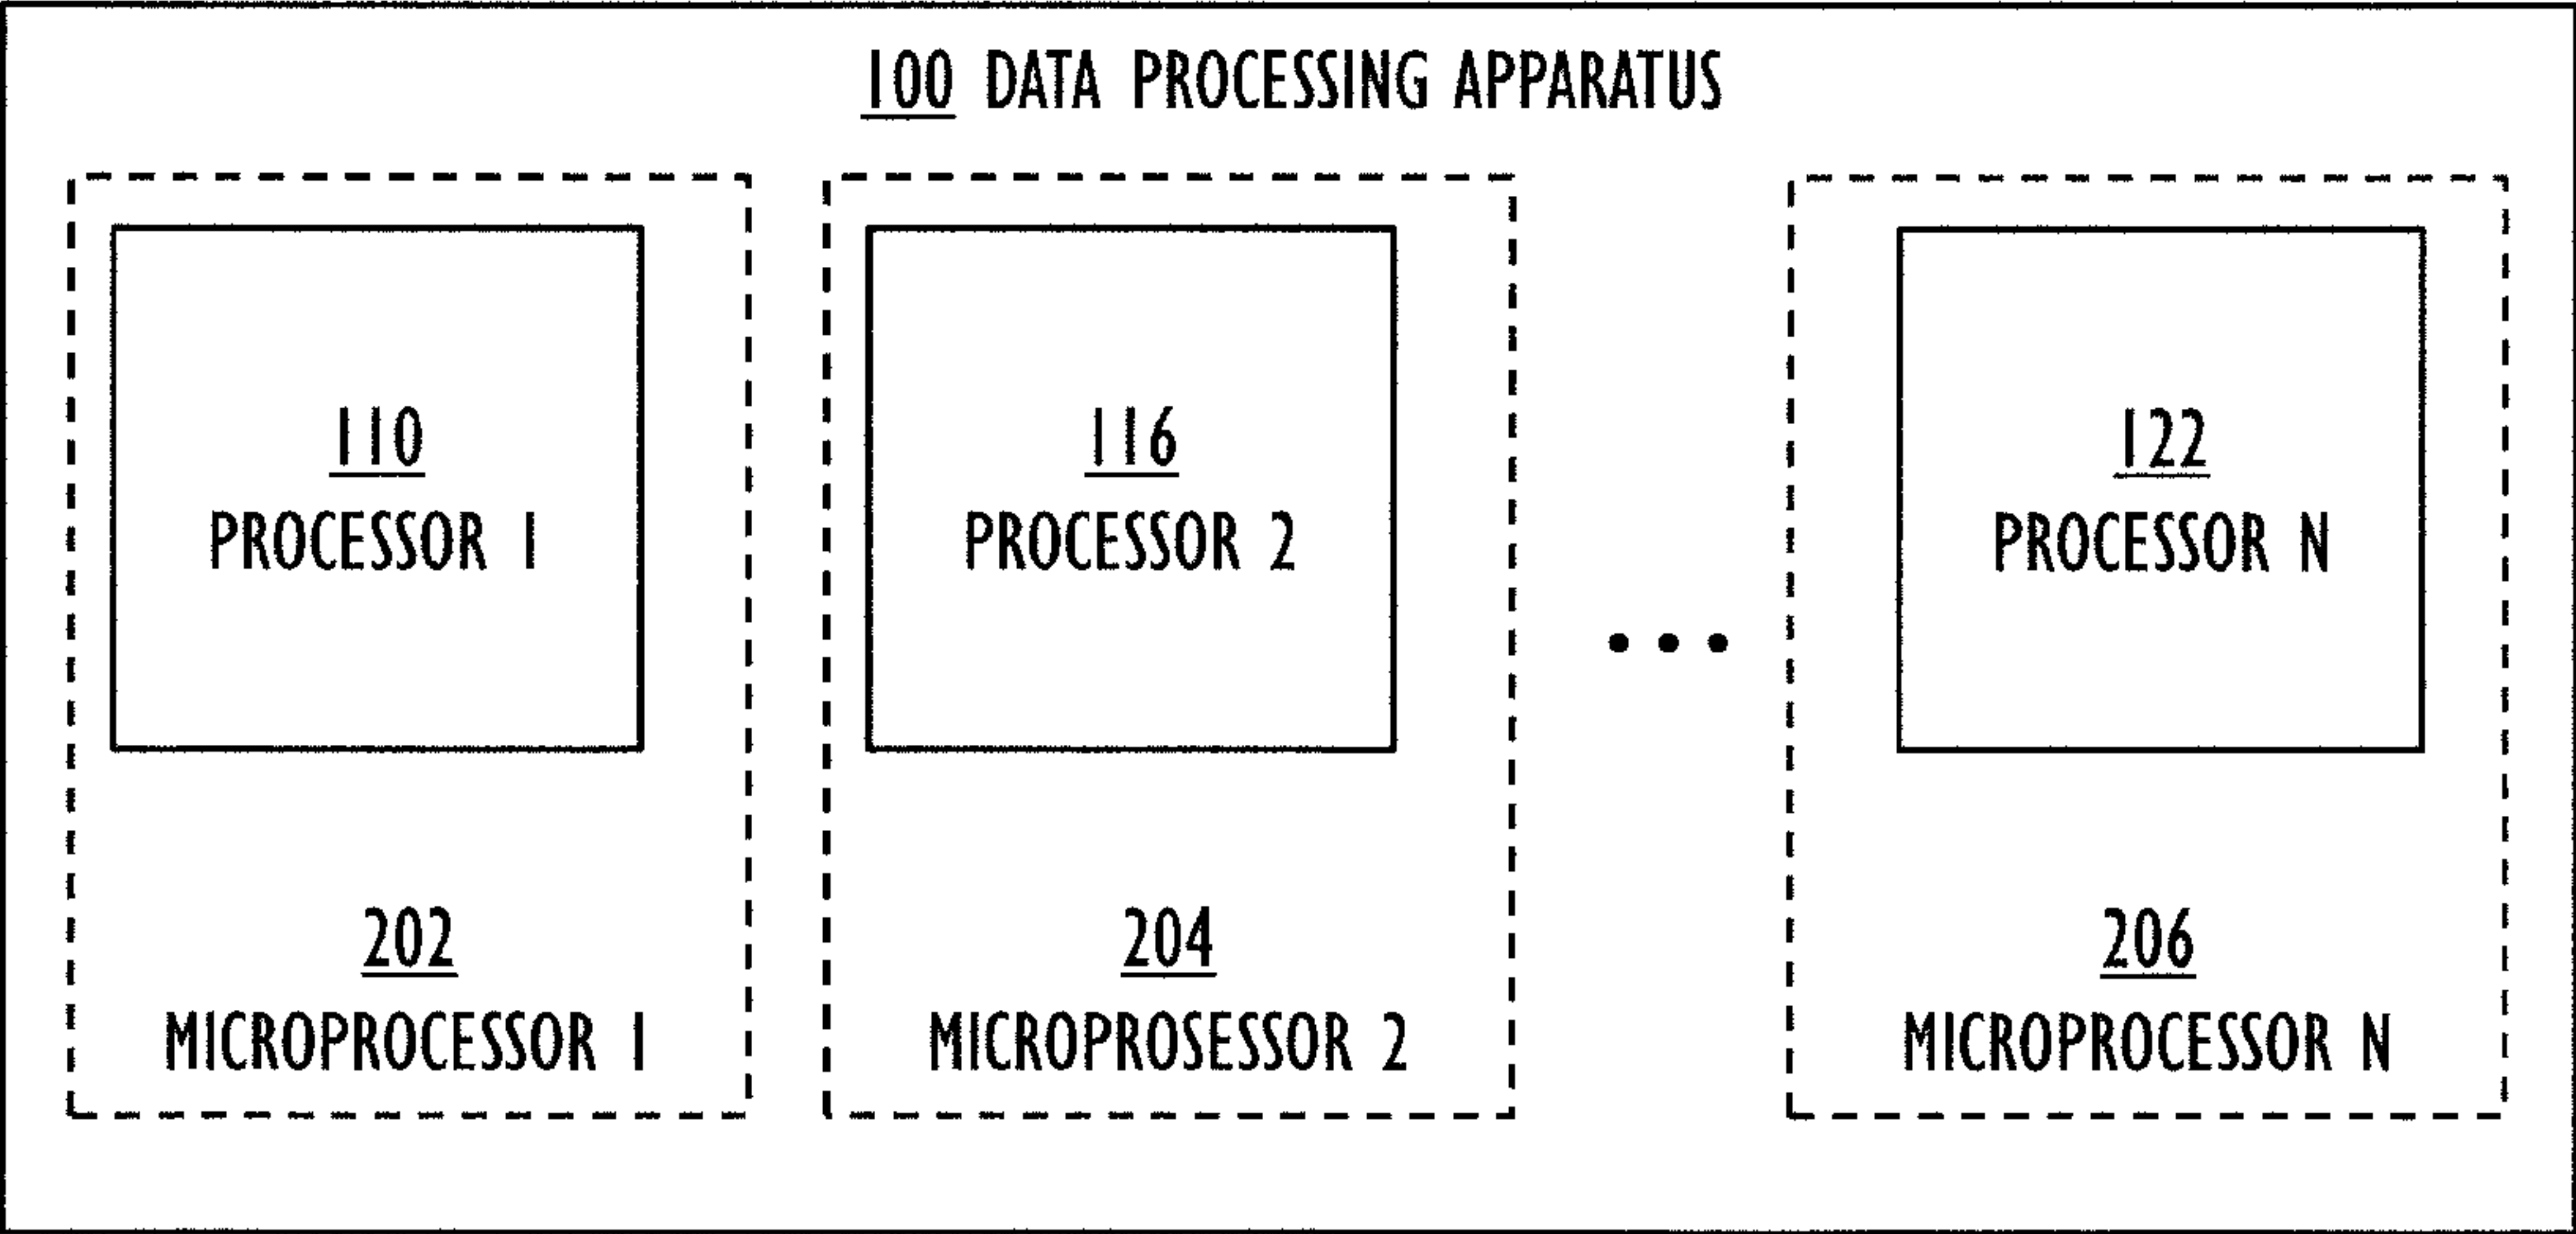 100 DATA PROCESSING APPARATUS
110
PROCESSOR 1
202
MICROPROCESSOR 1
116
PROCESSOR 2
204
MICROPROSESSOR 2
122
PROCESSOR N
206
MICROPROCESSOR N